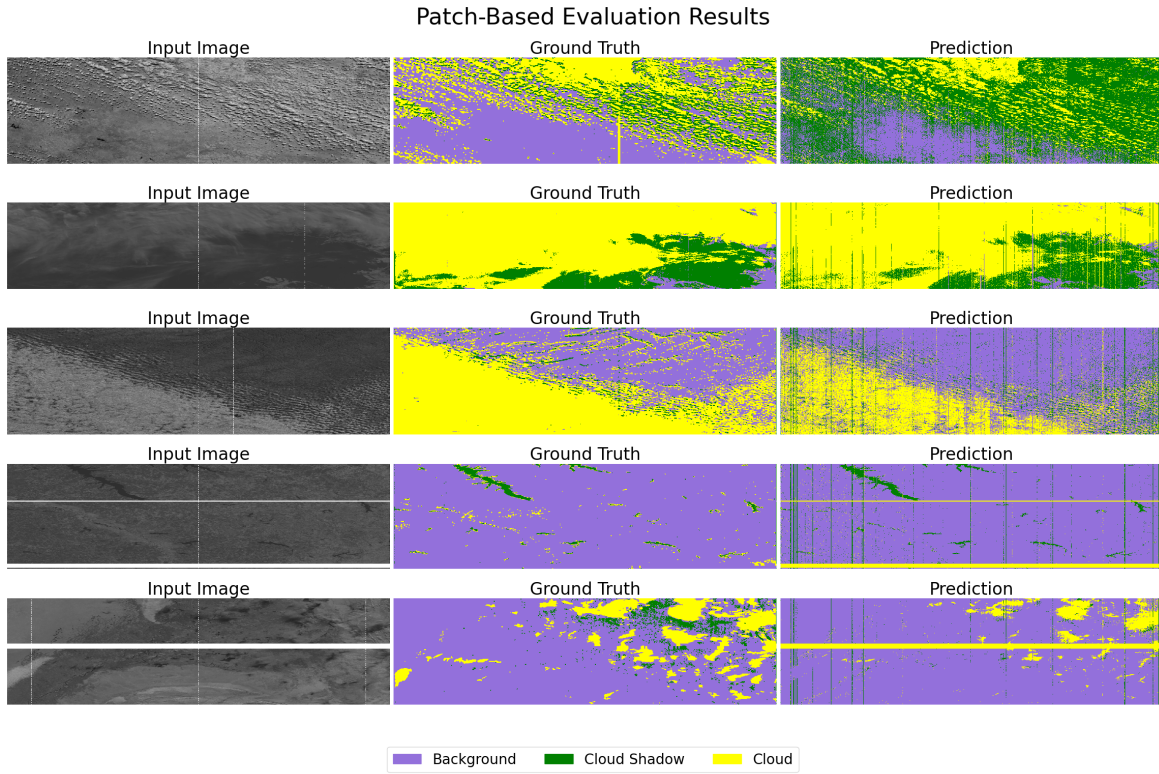 Patch-Based Evaluation Results
Input Image Ground Truth Prediction
Input Image Ground Truth Prediction
Input Image Ground Truth Prediction
Input Image Ground Truth Prediction
Input Image Ground Truth Prediction
Background Cloud Shadow Cloud